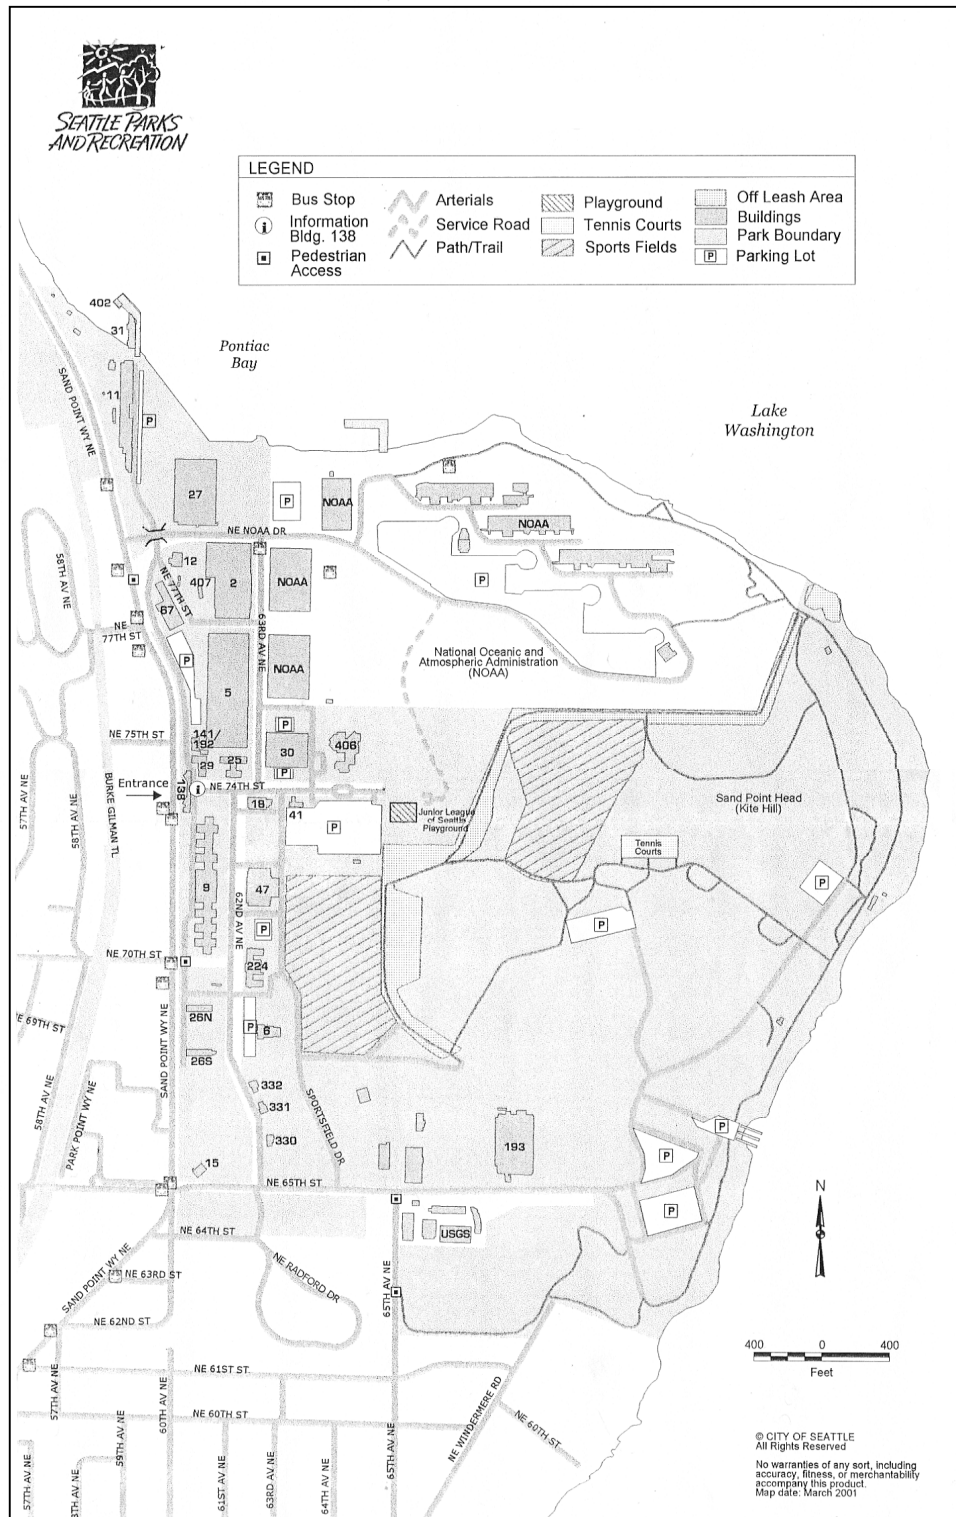 SEATTLE PARKS
AND RECREATION
LEGEND
Bus Stop
Information
Bldg. 138
Pedestrian
Access
Arterials
Service Road
Path/Trail
Playground
Tennis Courts
Sports Fields
Off Leash Area
Buildings
Park Boundary
P Parking Lot
402
31
Pontiac
Bay
SAND POINT WY NE
11
P
Lake
Washington
27
P
NOAA
NOAA
NE NOAA DR
58TH AV NE
12
407
NE 77TH ST
67
2
NOAA
P
NE
77TH ST
63RD AV NE
P
5
NOAA
National Oceanic and
Atmospheric Administration
(NOAA)
NE 75TH ST
141/
192
29
25
P
30
P
406
Entrance
138
i
NE 74TH ST
57TH AV NE
58TH AV NE
BURKE GILMAN TL
18
41
P
Junior League
of Seattle
Playground
Sand Point Head
(Kite Hill)
Tennis
Courts
P
9
62ND AV NE
47
P
P
NE 70TH ST
224
SAND POINT WY NE
26N
P
6
NE 69TH ST
26S
58TH AV NE
PARK POINT WY NE
332
331
330
SPORTSFIELD DR
193
P
P
15
NE 65TH ST
P
N
NE 64TH ST
USGS
SAND POINT WY NE
NE 63RD ST
NE RADFORD DR
65TH AV NE
NE 62ND ST
400 0 400
Feet
NE 61ST ST
57TH AV NE
60TH AV NE
NE 60TH ST
NE WINDERMERE RD
NE 60TH ST
59TH AV NE
65TH AV NE
57TH AV NE
61ST AV NE
63RD AV NE
64TH AV NE
© CITY OF SEATTLE
All Rights Reserved
No warranties of any sort, including
accuracy, fitness, or merchantability
accompany this product.
Map date: March 2001